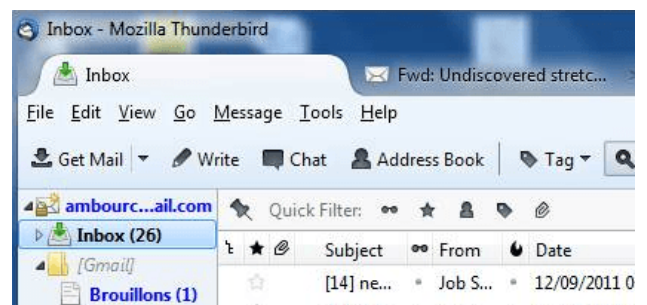 Inbox - Mozilla Thunderbird
Inbox Fwd: Undiscovered stretc...
File Edit View Go Message Tools Help
Get Mail Write Chat Address Book Tag
ambourc...ail.com Quick Filter:
Inbox (26)
Subject From Date
[Gmail]
[14] ne... Job S... 12/09/2011 0
Brouillons (1)